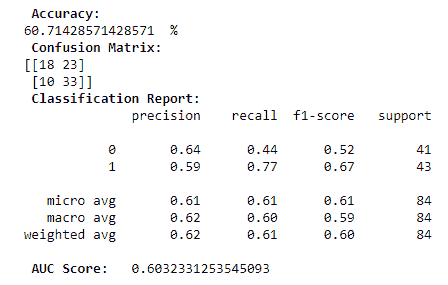 Accuracy:
60.71428571428571  %
Confusion Matrix:
[[18 23]
 [10 33]]
Classification Report:
              precision    recall  f1-score   support
           0       0.64      0.44      0.52        41
           1       0.59      0.77      0.67        43
   micro avg       0.61      0.61      0.61        84
   macro avg       0.62      0.60      0.59        84
weighted avg       0.62      0.61      0.60        84
AUC Score:   0.6032331253545093